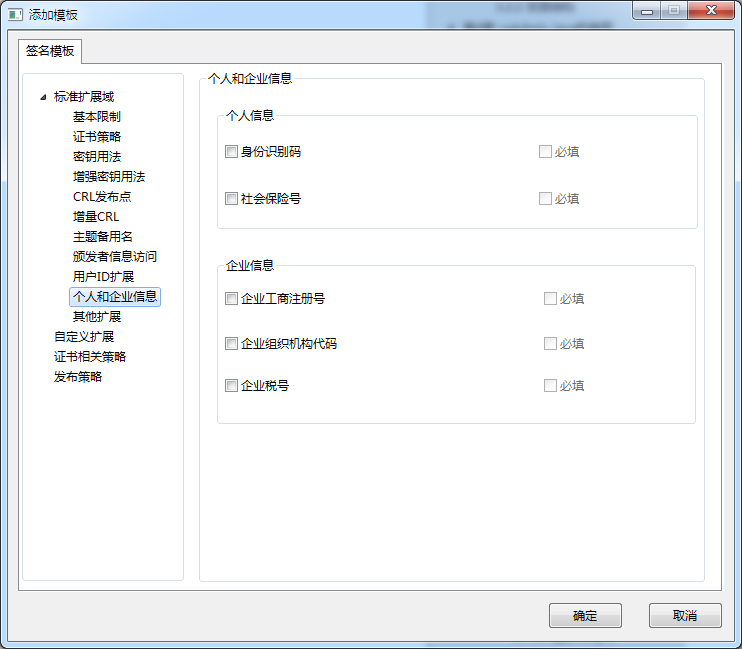 添加模板
签名模板
标准扩展域
基本限制
证书策略
密钥用法
增强密钥用法
CRL发布点
增量CRL
主题备用名
颁发者信息访问
用户ID扩展
个人和企业信息
其他扩展
自定义扩展
证书相关策略
发布策略
个人和企业信息
个人信息
身份识别码 必填
社会保险号 必填
企业信息
企业工商注册号 必填
企业组织机构代码 必填
企业税号 必填
确定 取消